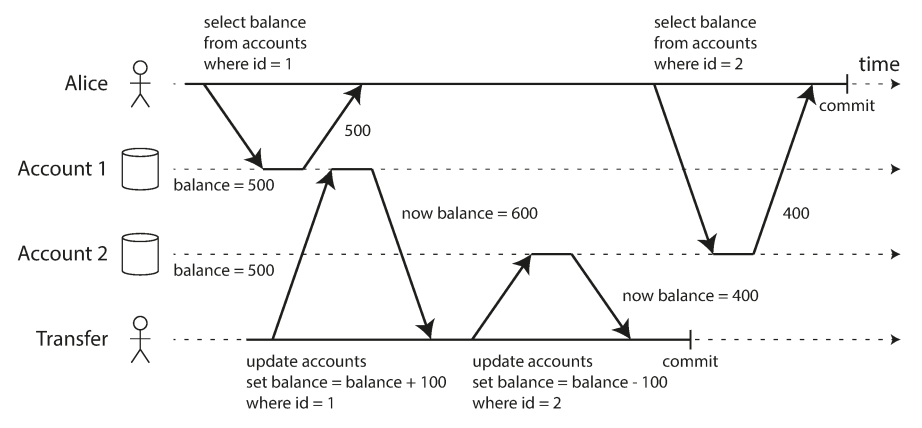 select balance
from accounts
where id = 1
select balance
from accounts
where id = 2
time
Alice
commit
500
Account 1
balance = 500
now balance = 600
400
Account 2
balance = 500
now balance = 400
Transfer
commit
update accounts
set balance = balance + 100
where id = 1
update accounts
set balance = balance - 100
where id = 2